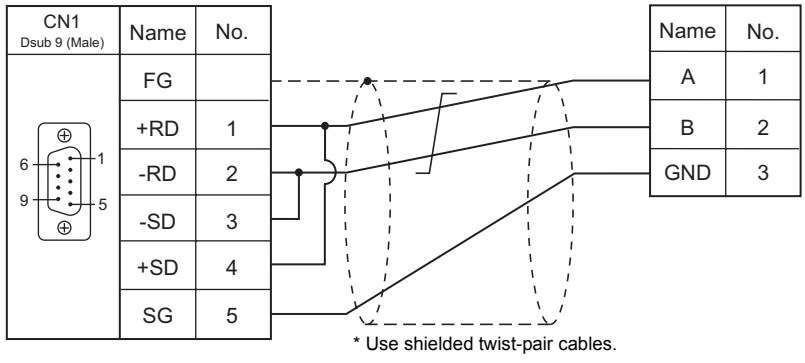 CN1
Dsub 9 (Male)
Name No.
FG
+RD 1
-RD 2
-SD 3
+SD 4
SG 5
6 1
9 5
Name No.
A 1
B 2
GND 3
* Use shielded twist-pair cables.